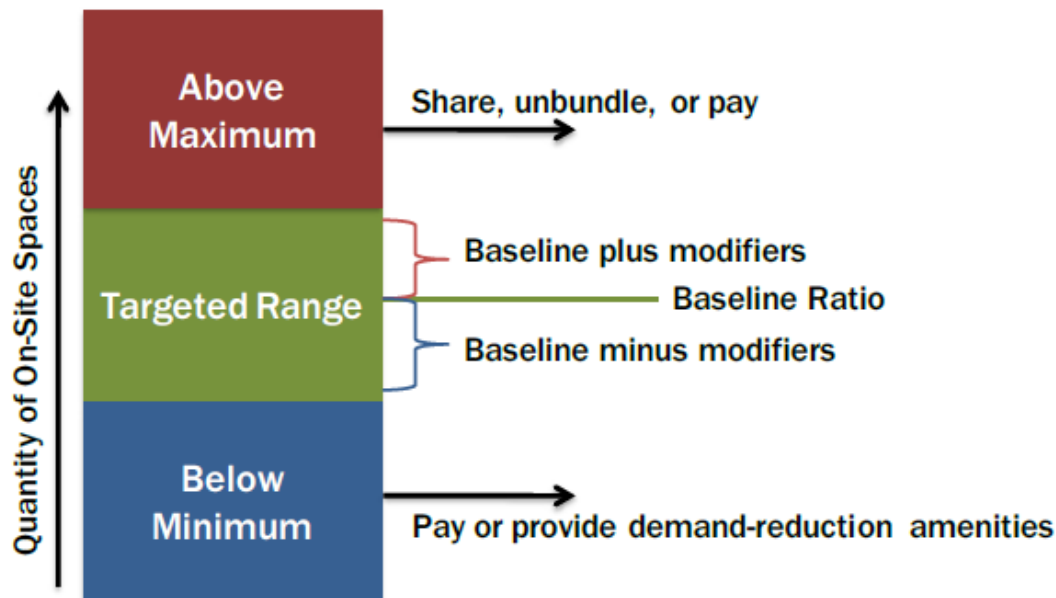 Quantity of On-Site Spaces
Above
Maximum
Share, unbundle, or pay
Targeted Range
Baseline plus modifiers
Baseline Ratio
Baseline minus modifiers
Below
Minimum
Pay or provide demand-reduction amenities